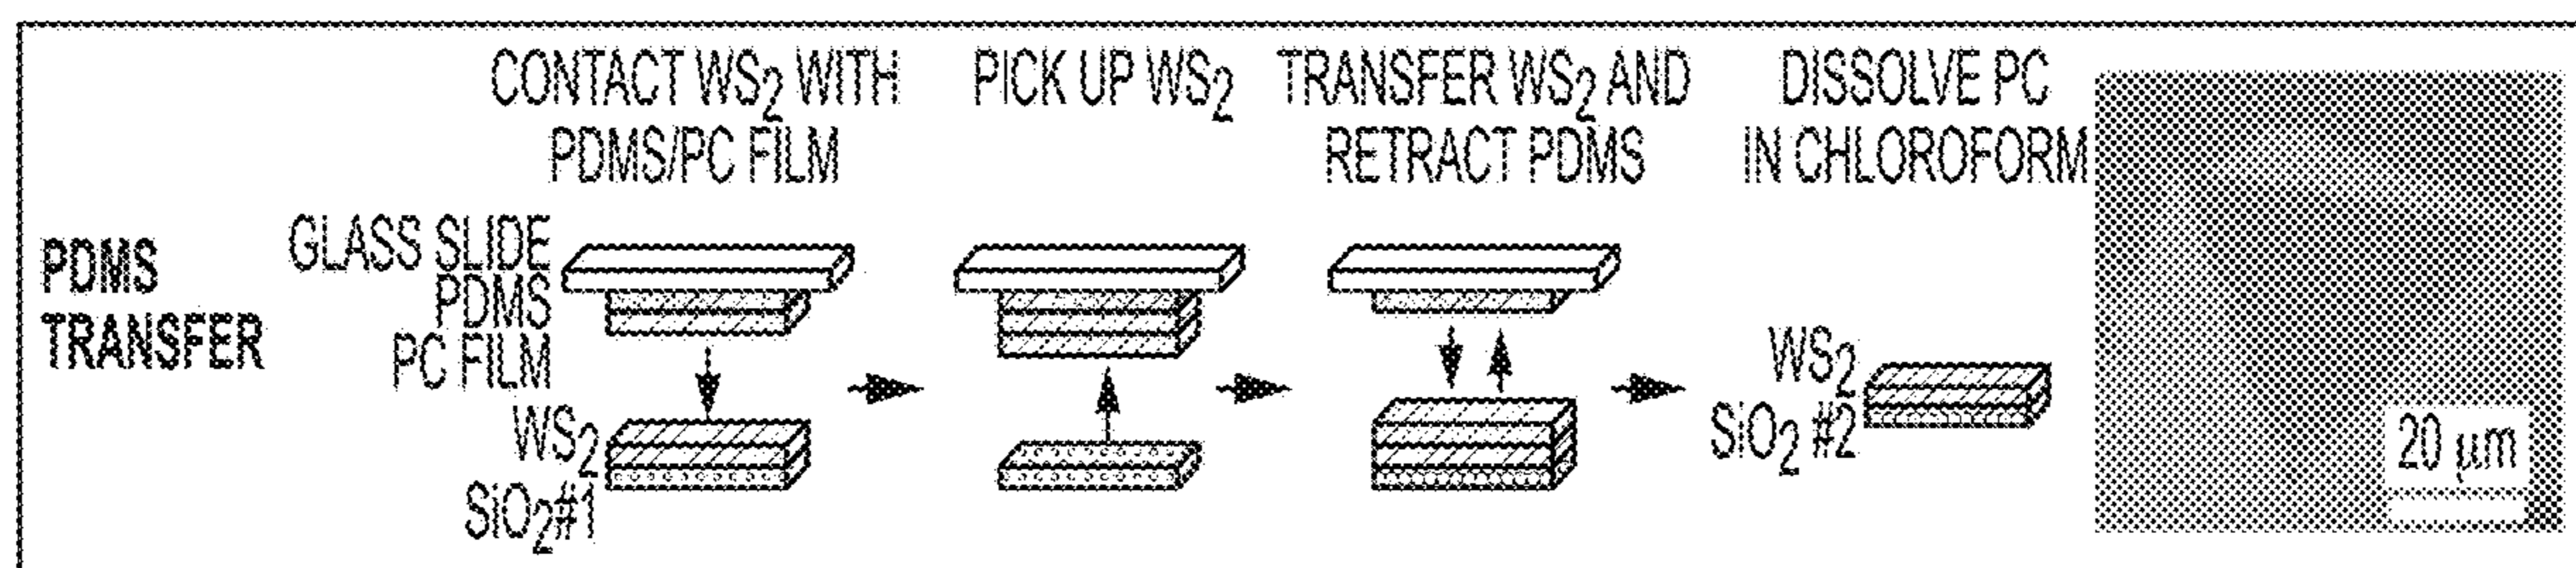 CONTACT WS2 WITH
PDMS/PC FILM
PICK UP WS2
TRANSFER WS2 AND
RETRACT PDMS
DISSOLVE PC
IN CHLOROFORM
PDMS
TRANSFER
GLASS SLIDE
PDMS
PC FILM
WS2
SiO2#1
WS2
SiO2 #2
20 μm